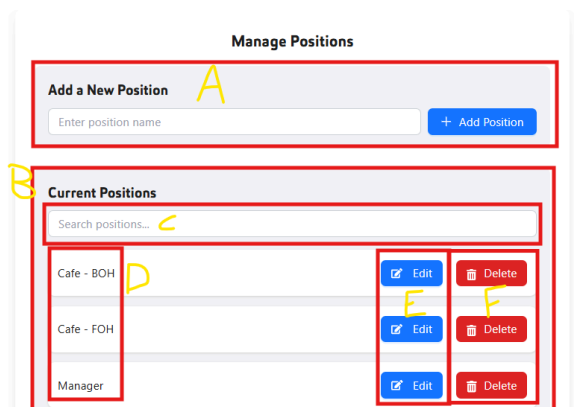 Manage Positions
A
Add a New Position
Enter position name
+ Add Position
B
Current Positions
Search positions... C
Cafe - BOH D Edit Delete
E F
Cafe - FOH Edit Delete
Manager Edit Delete